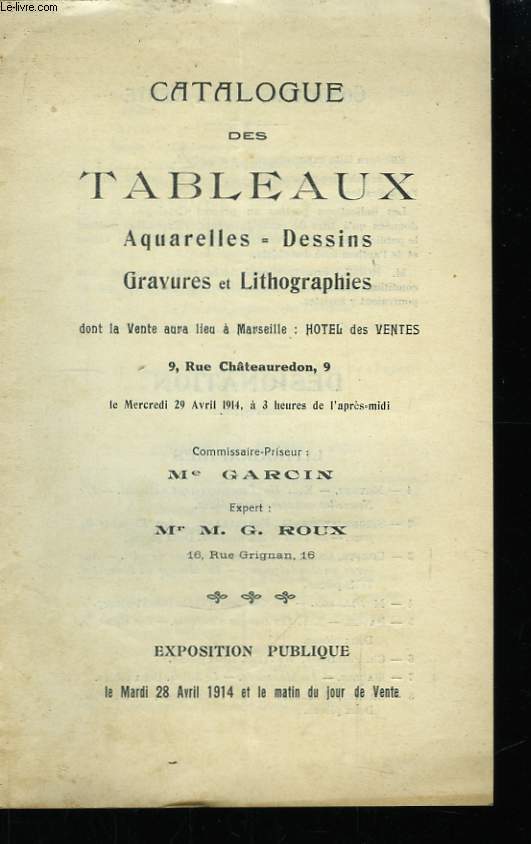 Le-livre.com
CATALOGUE
DES
TABLEAUX
Aquarelles = Dessins
Gravures et Lithographies
dont la Vente aura lieu à Marseille : HOTEL des VENTES
9, Rue Châteauredon, 9
le Mercredi 29 Avril 1914, à 3 heures de l'après=midi
Commissaire-Priseur :
Me GARCIN
Expert :
Mr M. G. ROUX
16, Rue Grignan, 16
EXPOSITION PUBLIQUE
le Mardi 28 Avril 1914 et le matin du jour de Vente